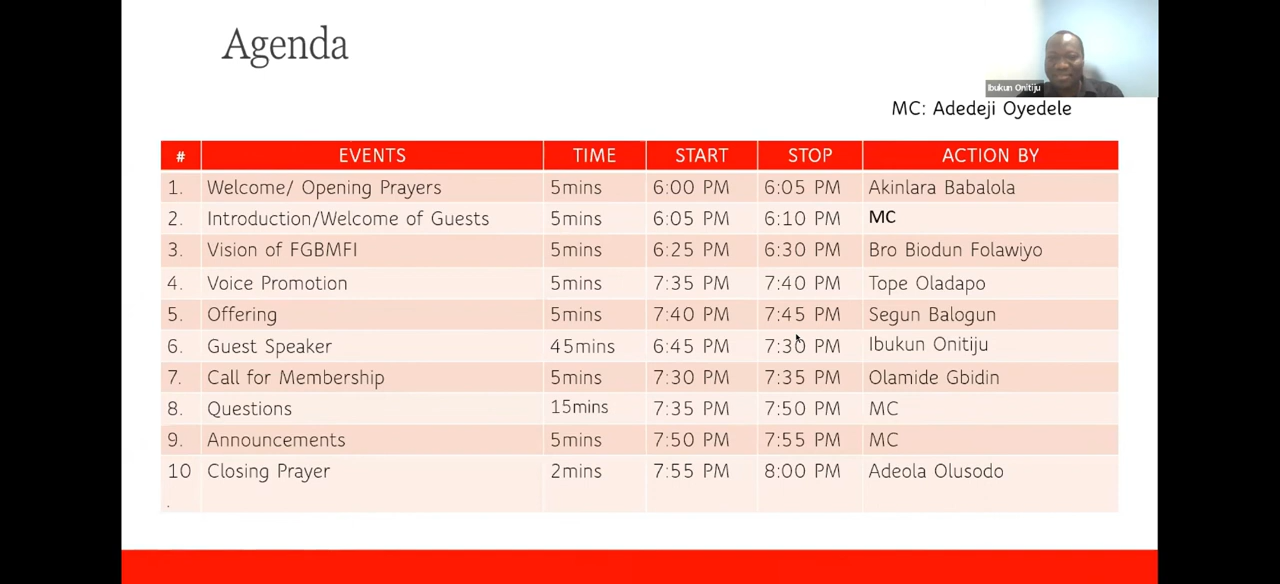 Agenda
Ibukun Onitiju
MC: Adedeji Oyedele
# EVENTS TIME START STOP ACTION BY
1. Welcome/ Opening Prayers 5mins 6:00 PM 6:05 PM Akinlara Babalola
2. Introduction/Welcome of Guests 5mins 6:05 PM 6:10 PM MC
3. Vision of FGBMFI 5mins 6:25 PM 6:30 PM Bro Biodun Folawiyo
4. Voice Promotion 5mins 7:35 PM 7:40 PM Tope Oladapo
5. Offering 5mins 7:40 PM 7:45 PM Segun Balogun
6. Guest Speaker 45mins 6:45 PM 7:30 PM Ibukun Onitiju
7. Call for Membership 5mins 7:30 PM 7:35 PM Olamide Gbidin
8. Questions 15mins 7:35 PM 7:50 PM MC
9. Announcements 5mins 7:50 PM 7:55 PM MC
10 Closing Prayer 2mins 7:55 PM 8:00 PM Adeola Olusodo
.